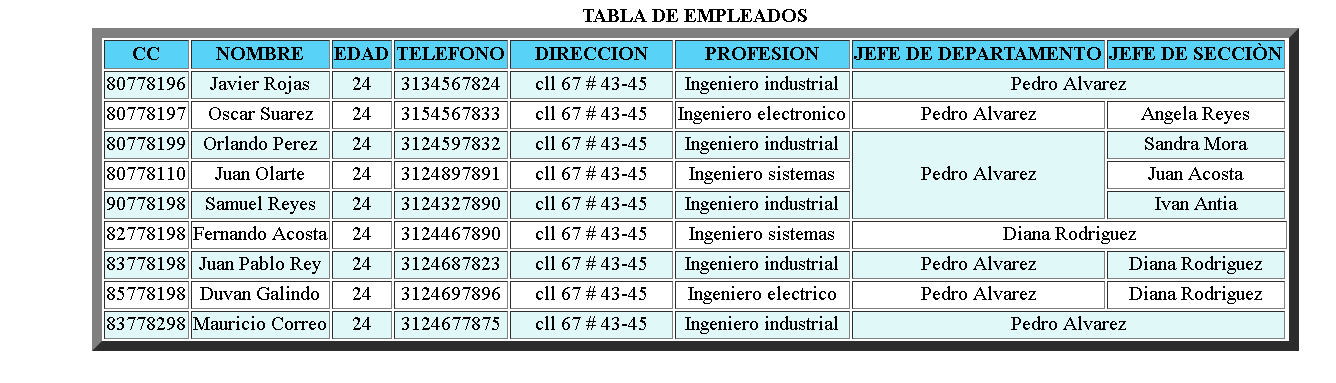 TABLA DE EMPLEADOS
CC NOMBRE EDAD TELEFONO DIRECCION PROFESION JEFE DE DEPARTAMENTO JEFE DE SECCIÒN
80778196 Javier Rojas 24 3134567824 cll 67 # 43-45 Ingeniero industrial Pedro Alvarez
80778197 Oscar Suarez 24 3154567833 cll 67 # 43-45 Ingeniero electronico Pedro Alvarez Angela Reyes
80778199 Orlando Perez 24 3124597832 cll 67 # 43-45 Ingeniero industrial Sandra Mora
80778110 Juan Olarte 24 3124897891 cll 67 # 43-45 Ingeniero sistemas Pedro Alvarez Juan Acosta
90778198 Samuel Reyes 24 3124327890 cll 67 # 43-45 Ingeniero industrial Ivan Antia
82778198 Fernando Acosta 24 3124467890 cll 67 # 43-45 Ingeniero sistemas Diana Rodriguez
83778198 Juan Pablo Rey 24 3124687823 cll 67 # 43-45 Ingeniero industrial Pedro Alvarez Diana Rodriguez
85778198 Duvan Galindo 24 3124697896 cll 67 # 43-45 Ingeniero electrico Pedro Alvarez Diana Rodriguez
83778298 Mauricio Correo 24 3124677875 cll 67 # 43-45 Ingeniero industrial Pedro Alvarez